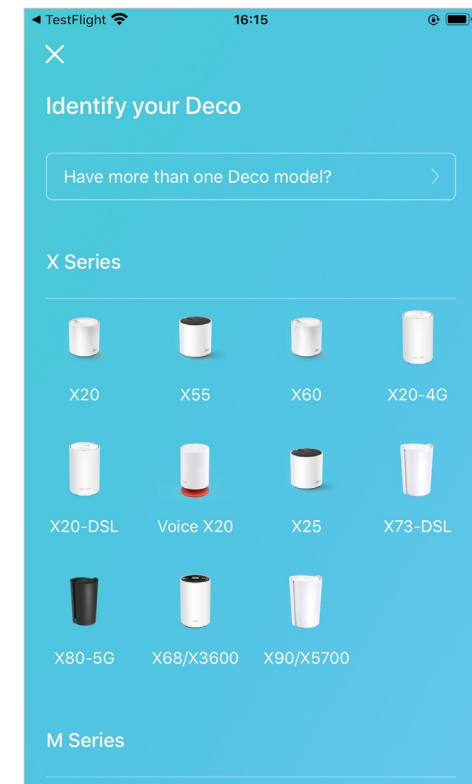 ◀ TestFlight 16:15
Identify your Deco
Have more than one Deco model?
X Series
X20 X55 X60 X20-4G
X20-DSL Voice X20 X25 X73-DSL
X80-5G X68/X3600 X90/X5700
M Series